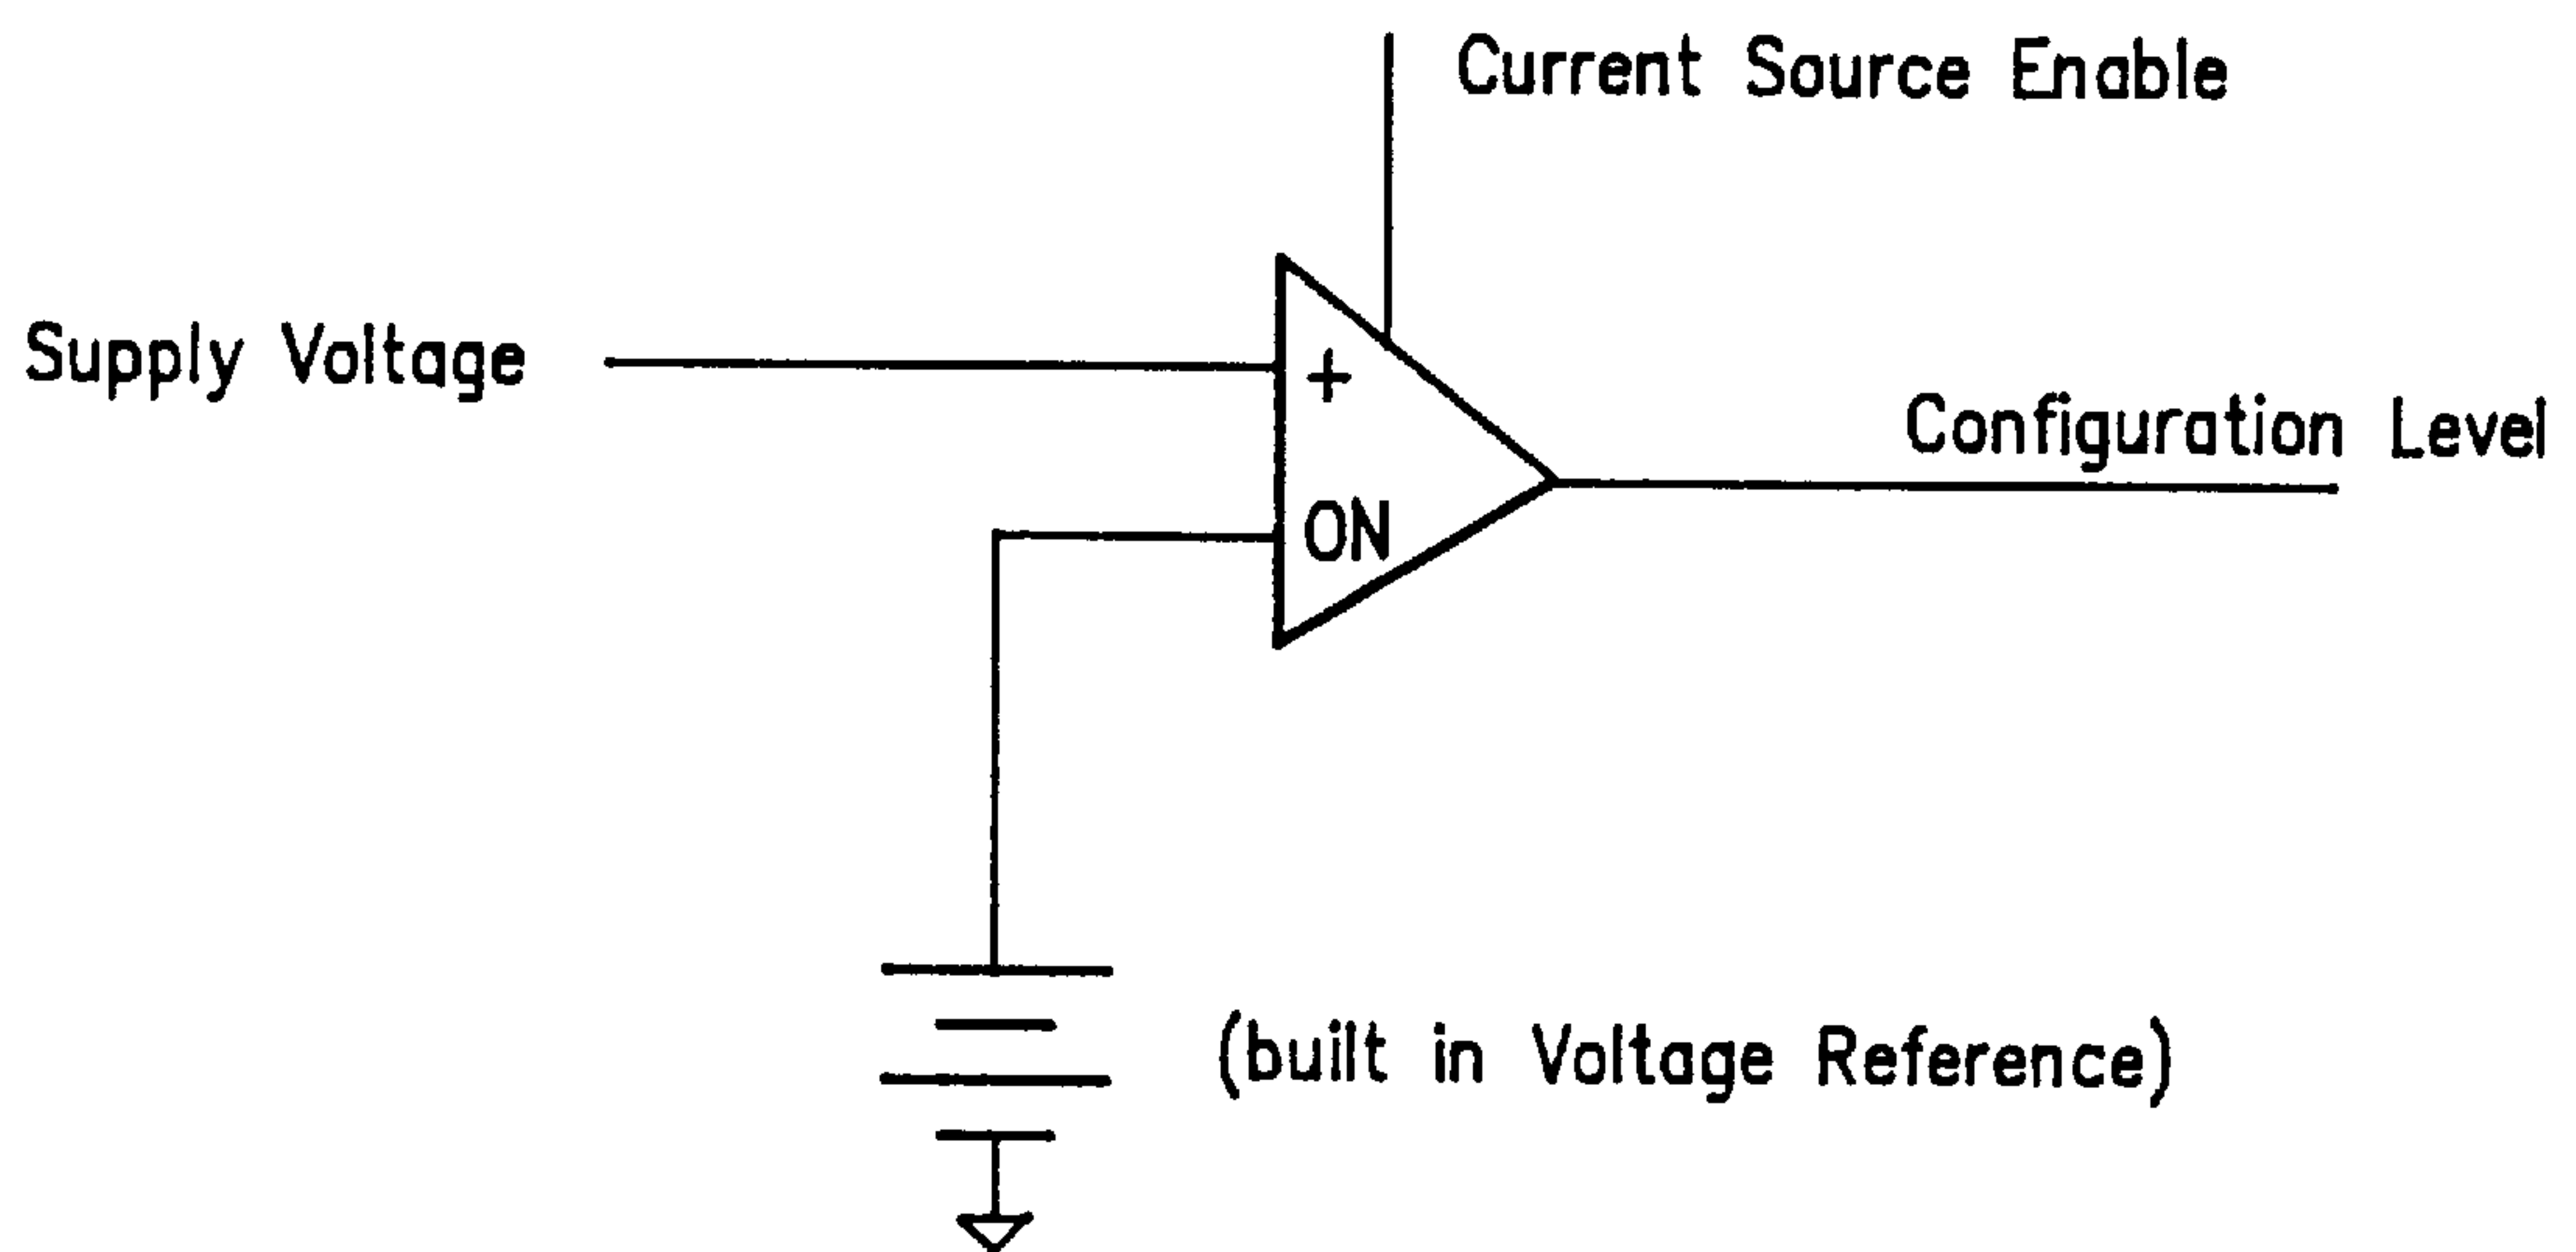 Current Source Enable
Supply Voltage
+
Configuration Level
ON
(built in Voltage Reference)